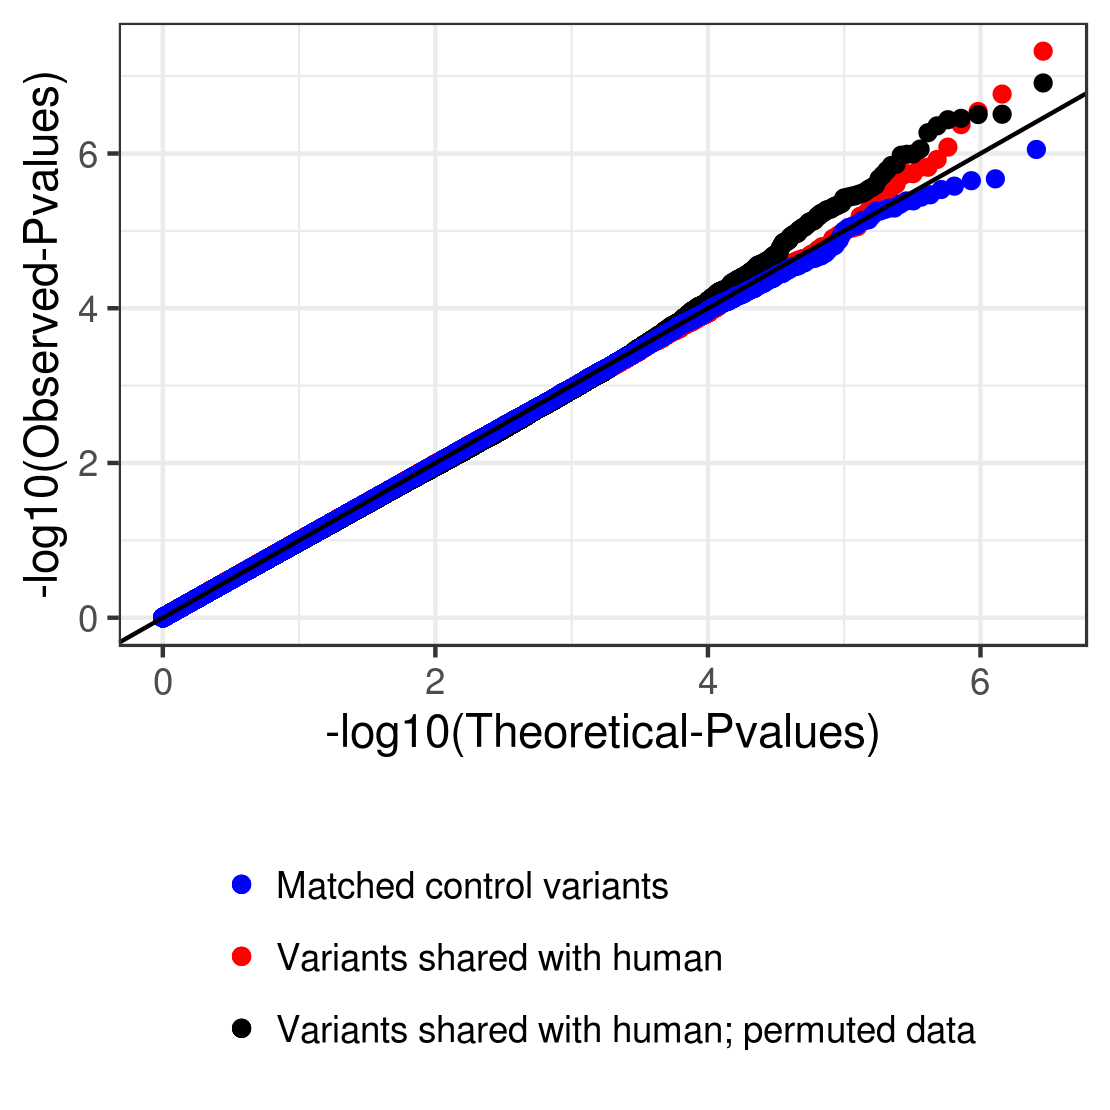 -log10(Observed-Pvalues)
6
4
2
0
0 2 4 6
-log10(Theoretical-Pvalues)
Matched control variants
Variants shared with human
Variants shared with human; permuted data